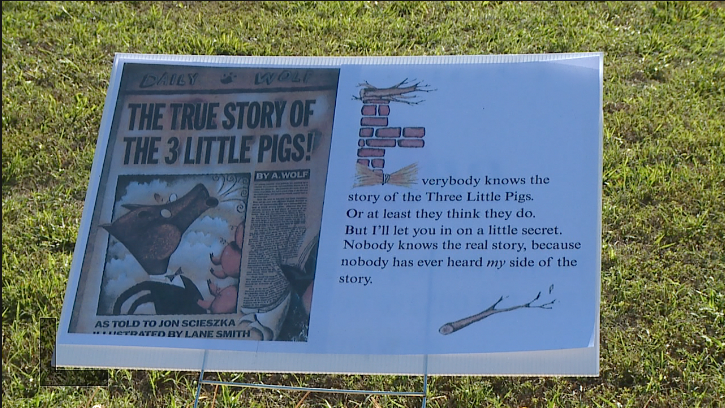 DAILY WOLF
THE TRUE STORY OF
THE 3 LITTLE PIGS!
BY A. WOLF
AS TOLD TO JON SCIESZKA
ILLUSTRATED BY LANE SMITH
Everybody knows the
story of the Three Little Pigs.
Or at least they think they do.
But I'll let you in on a little secret.
Nobody knows the real story, because
nobody has ever heard my side of the
story.